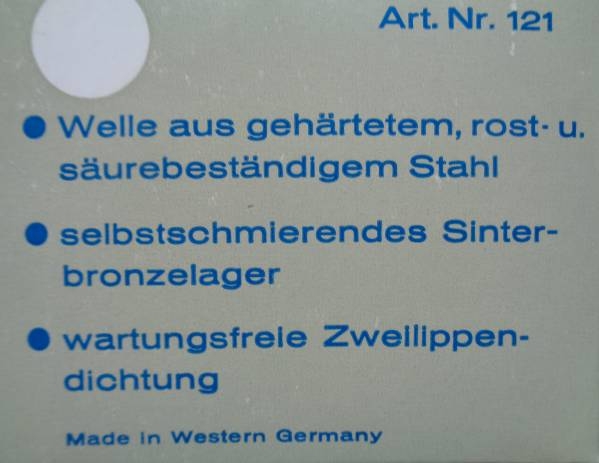 Art. Nr. 121
● Welle aus gehärtetem, rost- u.
säurebeständigem Stahl
● selbstschmierendes Sinter-
bronzelager
● wartungsfreie Zweilippen-
dichtung
Made in Western Germany